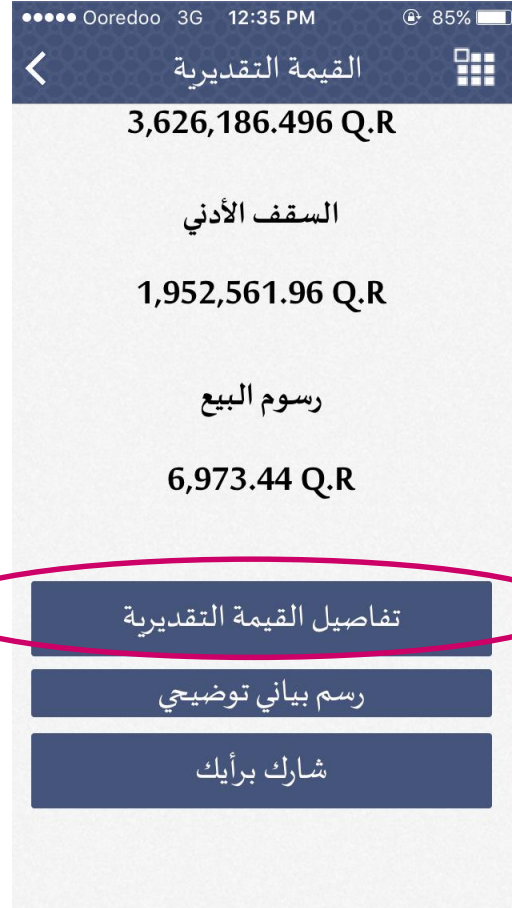 Ooredoo 3G 12:35 PM 85%
القيمة التقديرية
3,626,186.496 Q.R
السقف الأدني
1,952,561.96 Q.R
رسوم البيع
6,973.44 Q.R
تفاصيل القيمة التقديرية
رسم بياني توضيحي
شارك برأيك